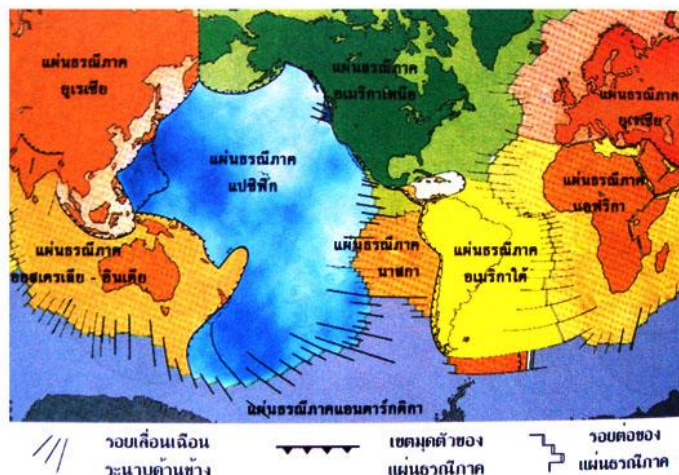 แผ่นธรณีภาค
ยูเรเซีย
แผ่นธรณีภาค
อเมริกาเหนือ
แผ่นธรณีภาค
ยูเรเซีย
แผ่นธรณีภาค
แปซิฟิก
แผ่นธรณีภาค
แอฟริกา
แผ่นธรณีภาค
ออสเตรเลีย - อินเดีย
แผ่นธรณีภาค
นาสกา
แผ่นธรณีภาค
อเมริกาใต้
แผ่นธรณีภาคแอนตาร์กติกา
รอยเลื่อนเฉือน
ระนาบด้านข้าง
เขตมุดตัวของ
แผ่นธรณีภาค
รอยต่อของ
แผ่นธรณีภาค